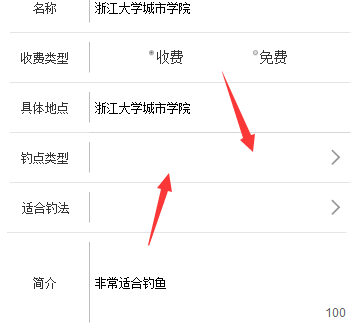 名称 浙江大学城市学院
收费类型 收费 免费
具体地点 浙江大学城市学院
钓点类型
适合钓法
简介 非常适合钓鱼
100